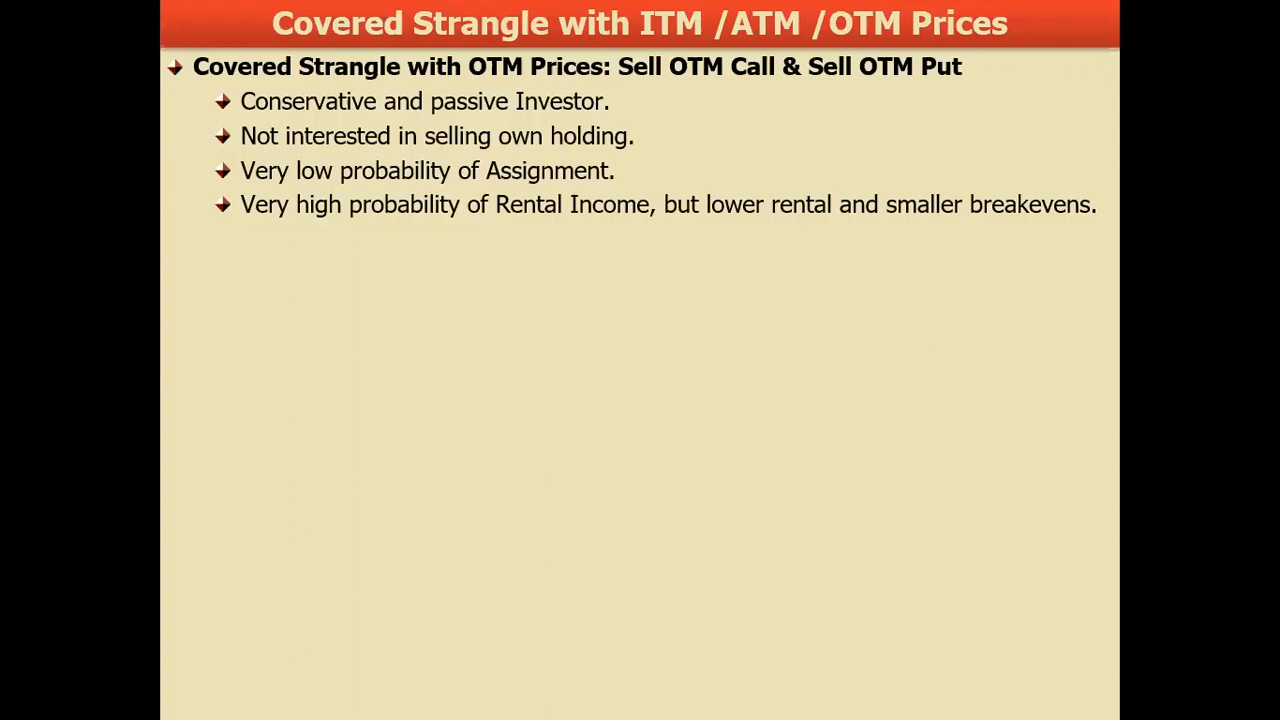 Covered Strangle with ITM /ATM /OTM Prices
Covered Strangle with OTM Prices: Sell OTM Call & Sell OTM Put
Conservative and passive Investor.
Not interested in selling own holding.
Very low probability of Assignment.
Very high probability of Rental Income, but lower rental and smaller breakevens.